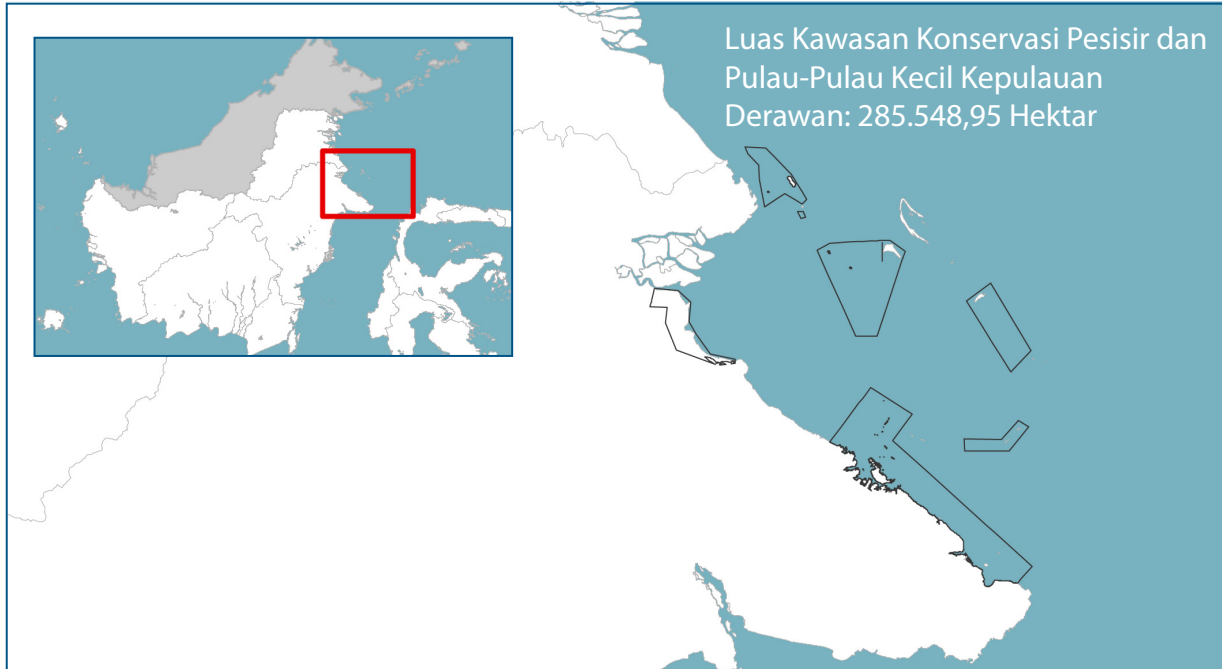 Luas Kawasan Konservasi Pesisir dan
Pulau-Pulau Kecil Kepulauan
Derawan: 285.548,95 Hektar